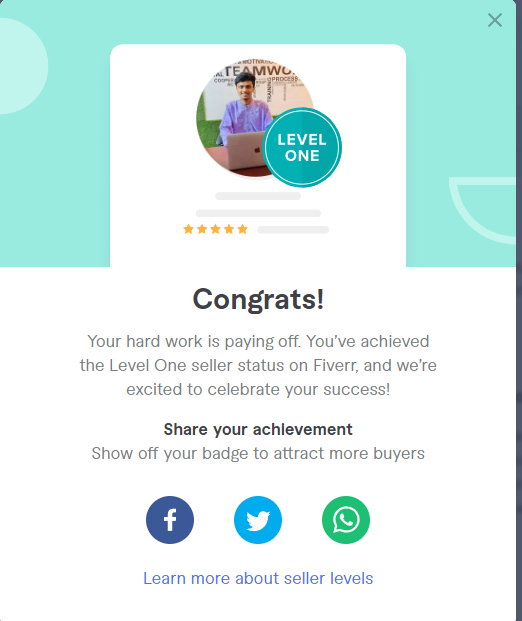 TEAMWO
LEVEL
ONE
Congrats!
Your hard work is paying off. You’ve achieved
the Level One seller status on Fiverr, and we’re
excited to celebrate your success!
Share your achievement
Show off your badge to attract more buyers
Learn more about seller levels